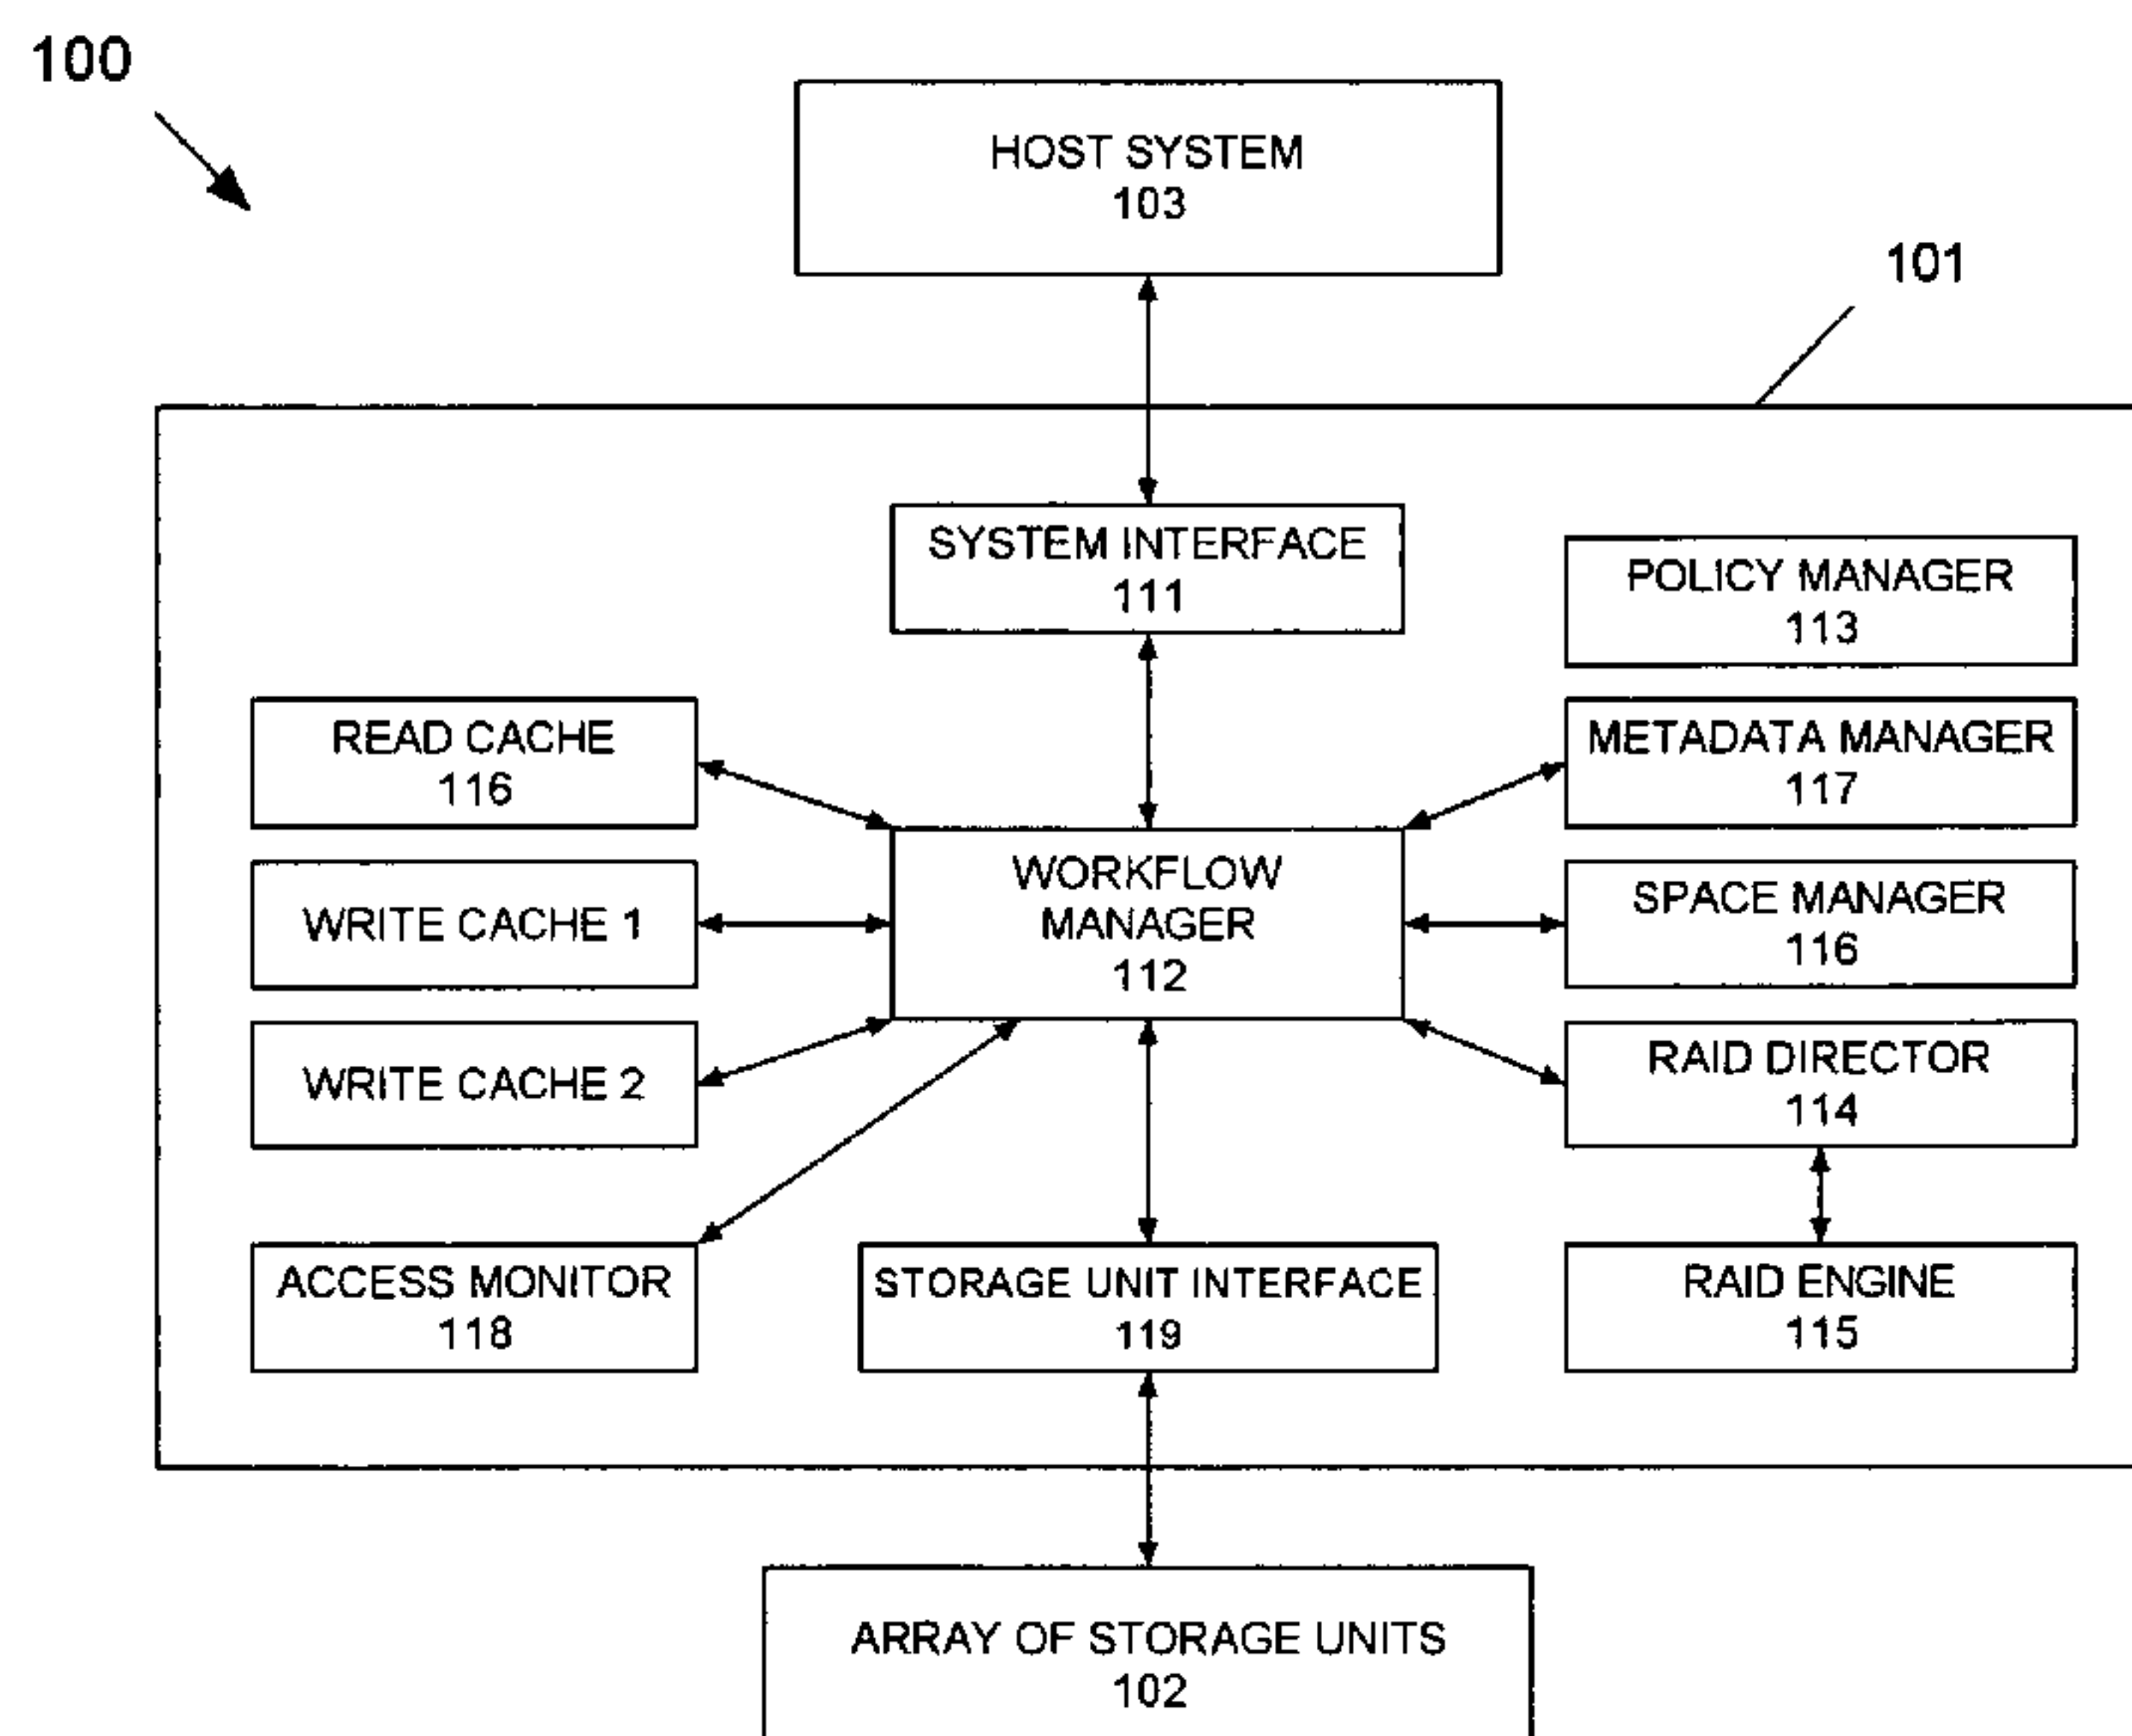 100
HOST SYSTEM
103
101
SYSTEM INTERFACE
111
POLICY MANAGER
113
READ CACHE
116
METADATA MANAGER
117
WORKFLOW
MANAGER
112
WRITE CACHE 1
SPACE MANAGER
116
WRITE CACHE 2
RAID DIRECTOR
114
ACCESS MONITOR
118
STORAGE UNIT INTERFACE
119
RAID ENGINE
115
ARRAY OF STORAGE UNITS
102